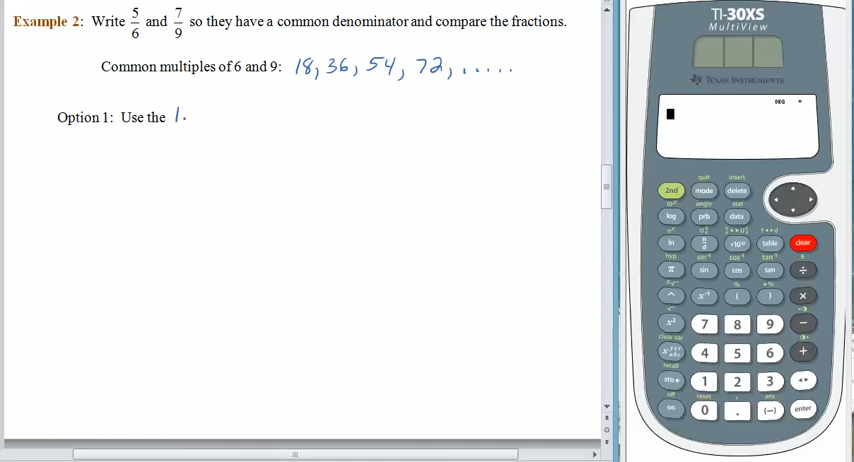 Example 2: Write 5/6 and 7/9 so they have a common denominator and compare the fractions.
Common multiples of 6 and 9: 18, 36, 54, 72, .....
Option 1: Use the
TI-30XS
MultiView
TEXAS INSTRUMENTS
DEG
quit insert
2nd mode delete
angle stat
log prb data
ln n/d table clear
hyp sin⁻¹ cos⁻¹ tan⁻¹ K
π sin cos tan ÷
^ x⁻¹ ( ) ×
x² 7 8 9 −
clear var
4 5 6 +
recall
sto▸ 1 2 3 ◂▸
off reset , ans
on 0 . (−) enter